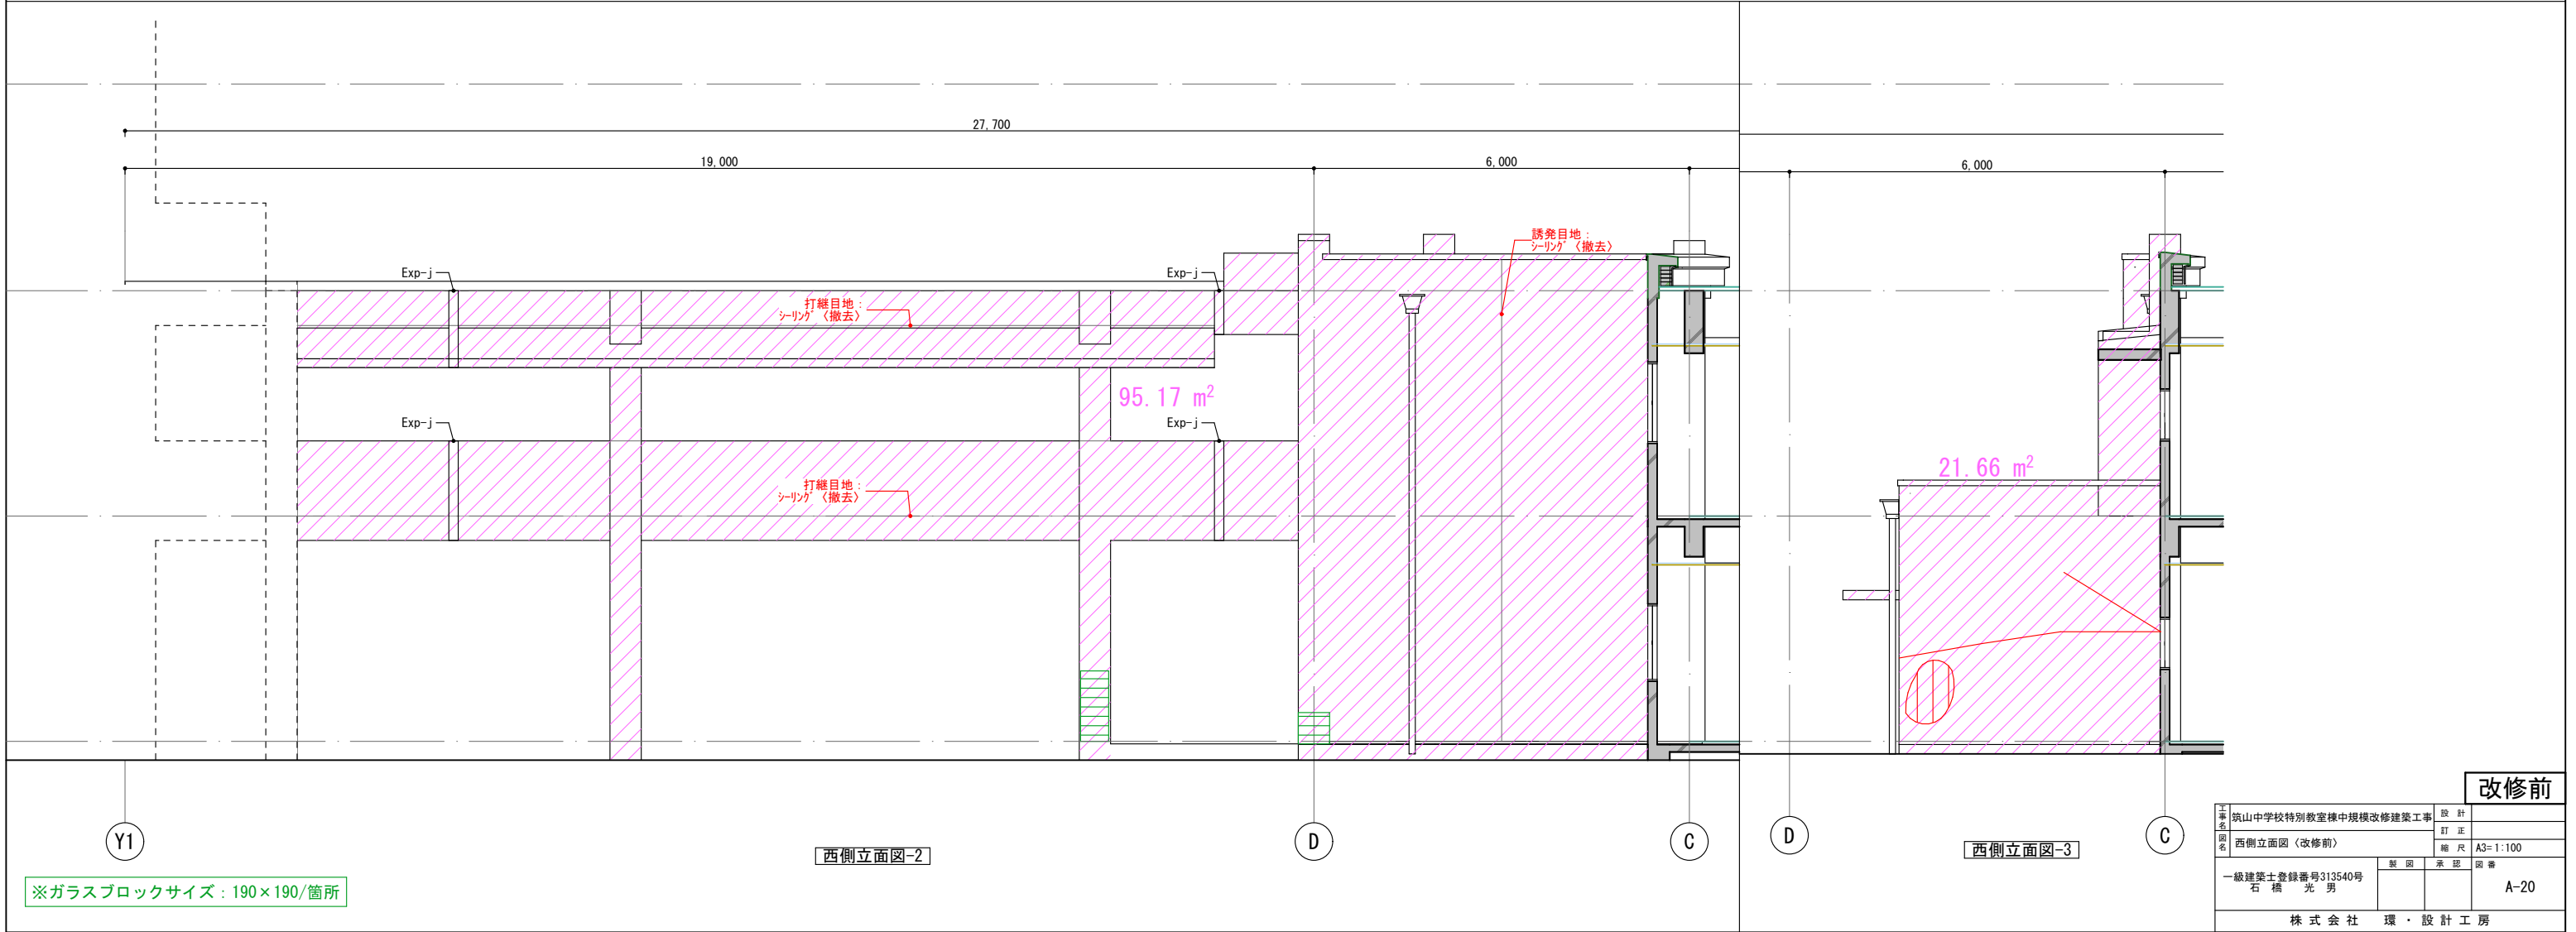 27,700
19,000
6,000
6,000
誘発目地：
シーリング〈撤去〉
Exp-j
Exp-j
打継目地：
シーリング〈撤去〉
95.17 m²
Exp-j
Exp-j
打継目地：
シーリング〈撤去〉
21.66 m²
Y1
D
C
D
C
西側立面図-2
西側立面図-3
※ガラスブロックサイズ：190×190/箇所
改修前
工事名
筑山中学校特別教室棟中規模改修建築工事
設計
訂正
図名
西側立面図〈改修前〉
縮尺
A3=1:100
製図
承認
図番
一級建築士登録番号313540号
石橋 光男
A-20
株式会社 環・設計工房